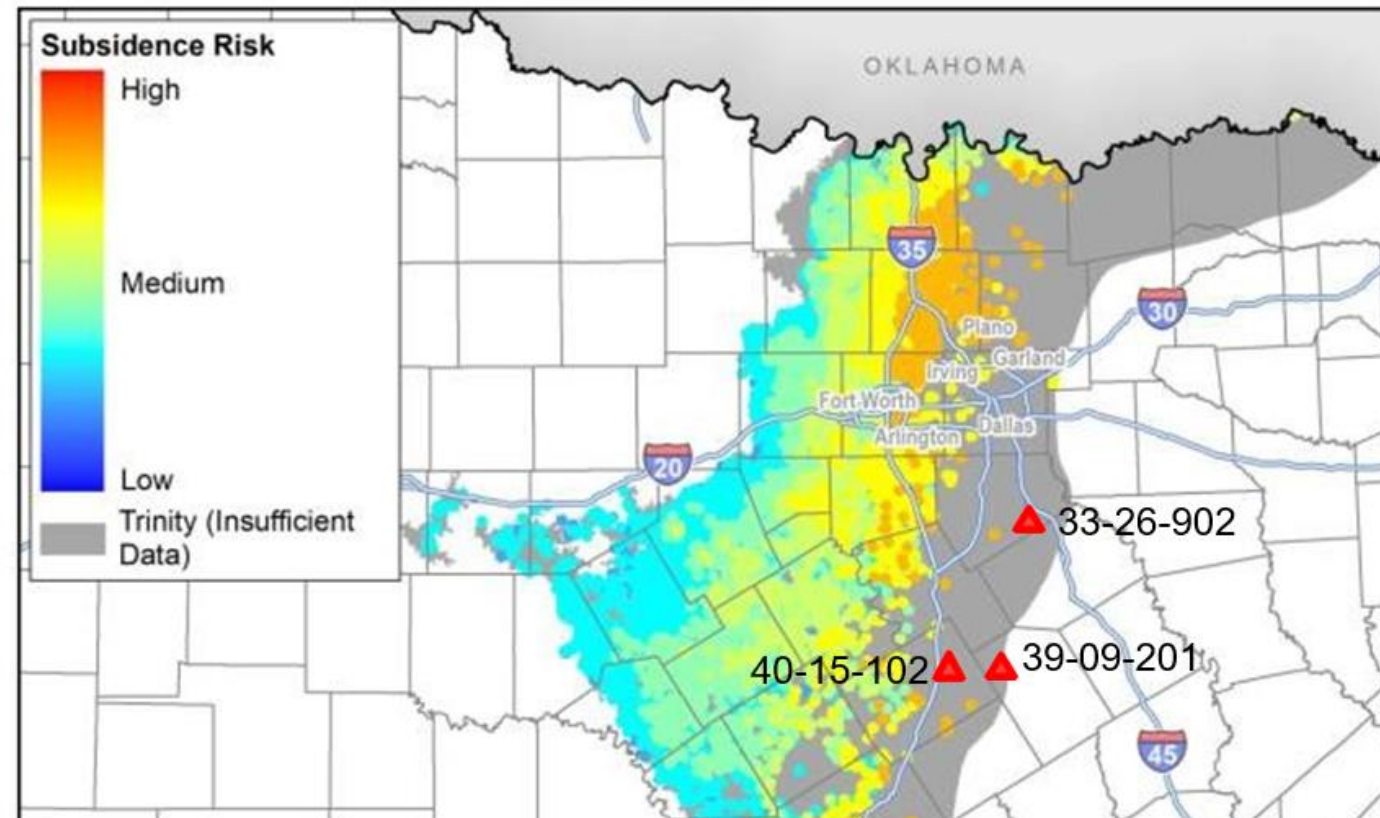 Subsidence Risk
High
Medium
Low
Trinity (Insufficient
Data)
OKLAHOMA
35
30
Plano
Garland
Irving
Fort Worth
Dallas
Arlington
20
33-26-902
39-09-201
40-15-102
45